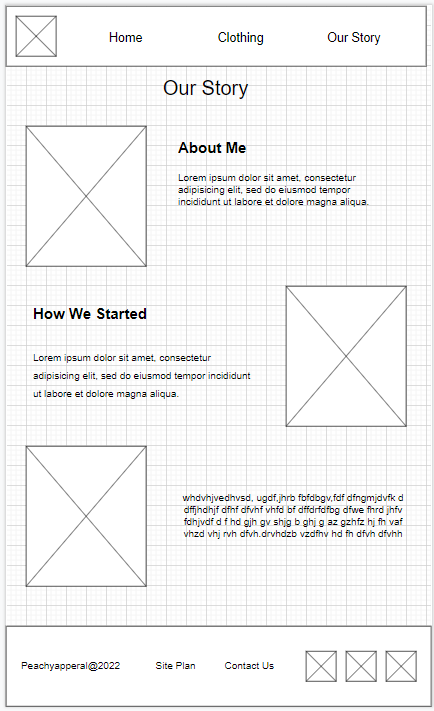 Home Clothing Our Story
Our Story
About Me
Lorem ipsum dolor sit amet, consectetur
adipisicing elit, sed do eiusmod tempor
incididunt ut labore et dolore magna aliqua.
How We Started
Lorem ipsum dolor sit amet, consectetur
adipisicing elit, sed do eiusmod tempor incididunt
ut labore et dolore magna aliqua.
whdvhjvedhvsd, ugdf,jhrb fbfdbgv,fdf dfngmjdvfk d
dffjhdhjf dfhf dfvhf vhfd bf dffdrfdfbg dfwe fhrd jhfv
fdhjvdf d f hd gjh gv shjg b ghj g az gzhfz hj fh vaf
vhzd vhj rvh dfvh.drvhdzb vzdfhv hd fh dfvh dfvhh
Peachyapperal@2022 Site Plan Contact Us